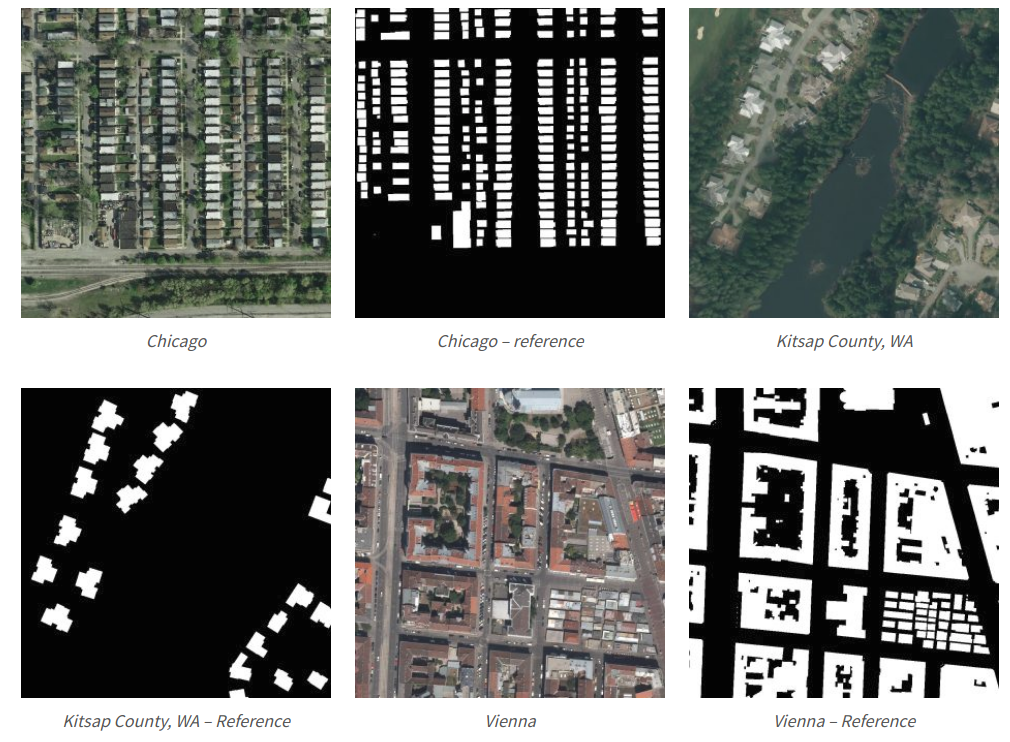 Chicago
Chicago – reference
Kitsap County, WA
Kitsap County, WA – Reference
Vienna
Vienna – Reference